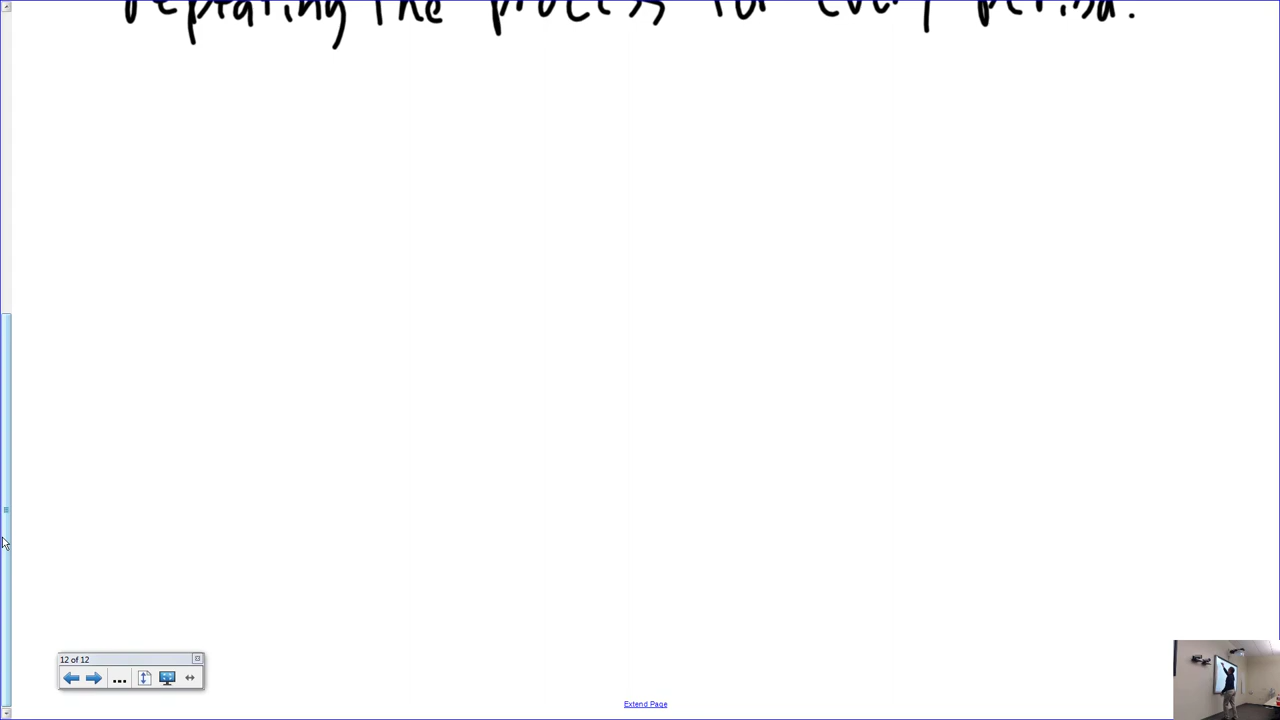 repeating the process for every period.
12 of 12
Extend Page